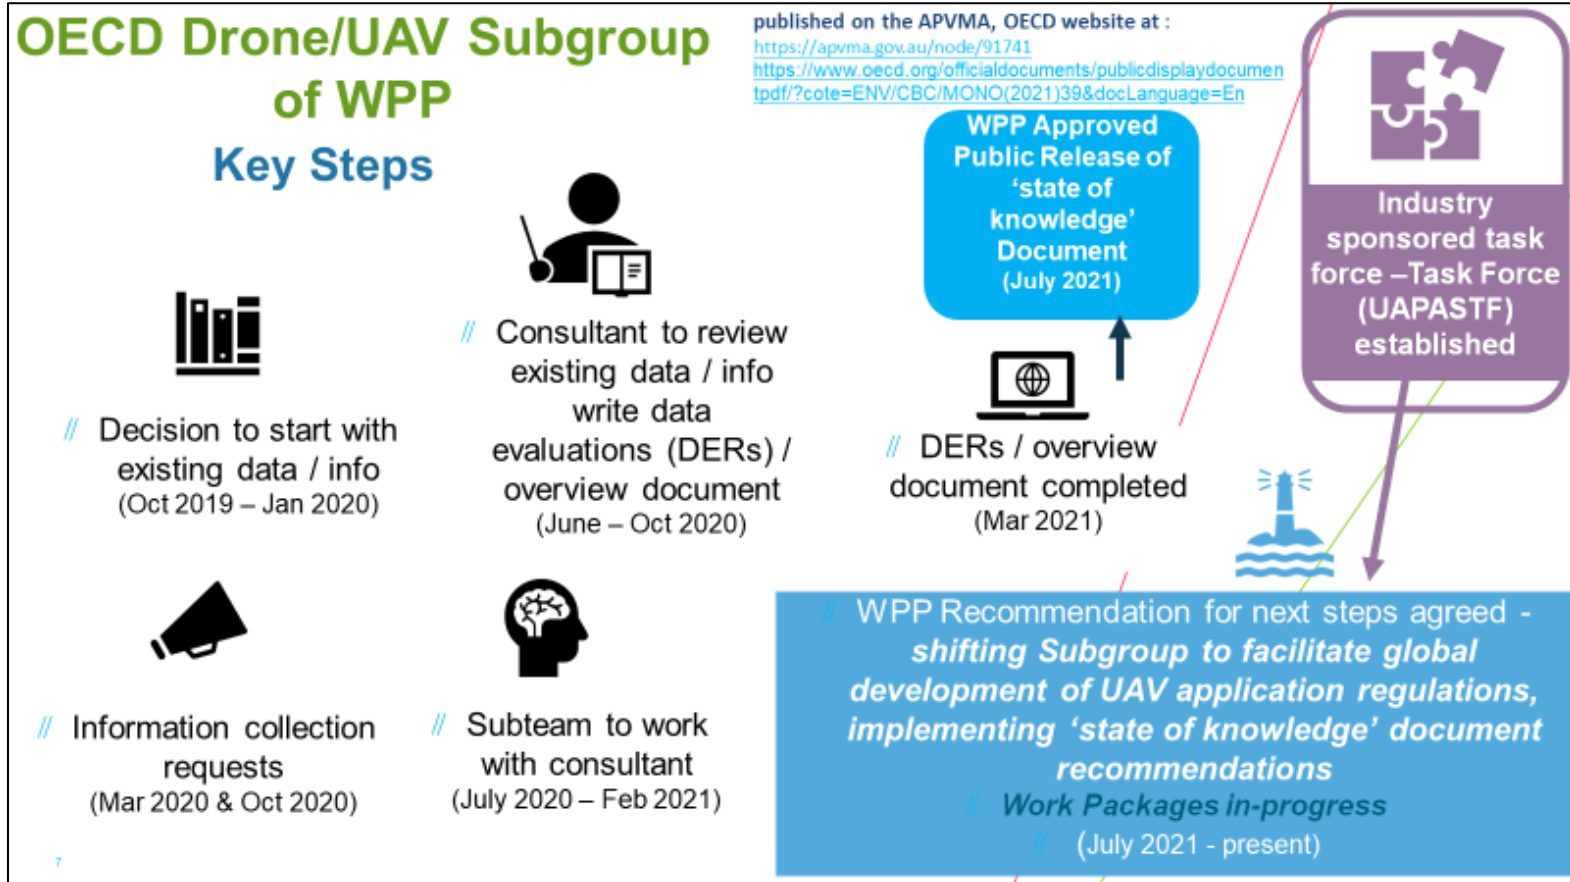 OECD Drone/UAV Subgroup
of WPP
Key Steps
published on the APVMA, OECD website at :
https://apvma.gov.au/node/91741
https://www.oecd.org/officialdocuments/publicdisplaydocumen
tpdf/?cote=ENV/CBC/MONO(2021)39&docLanguage=En
// Decision to start with
existing data / info
(Oct 2019 – Jan 2020)
// Information collection
requests
(Mar 2020 & Oct 2020)
// Consultant to review
existing data / info
write data
evaluations (DERs) /
overview document
(June – Oct 2020)
// Subteam to work
with consultant
(July 2020 – Feb 2021)
// DERs / overview
document completed
(Mar 2021)
WPP Approved
Public Release of
‘state of
knowledge’
Document
(July 2021)
Industry
sponsored task
force –Task Force
(UAPASTF)
established
// WPP Recommendation for next steps agreed -
shifting Subgroup to facilitate global
development of UAV application regulations,
implementing ‘state of knowledge’ document
recommendations
// Work Packages in-progress
// (July 2021 - present)
7